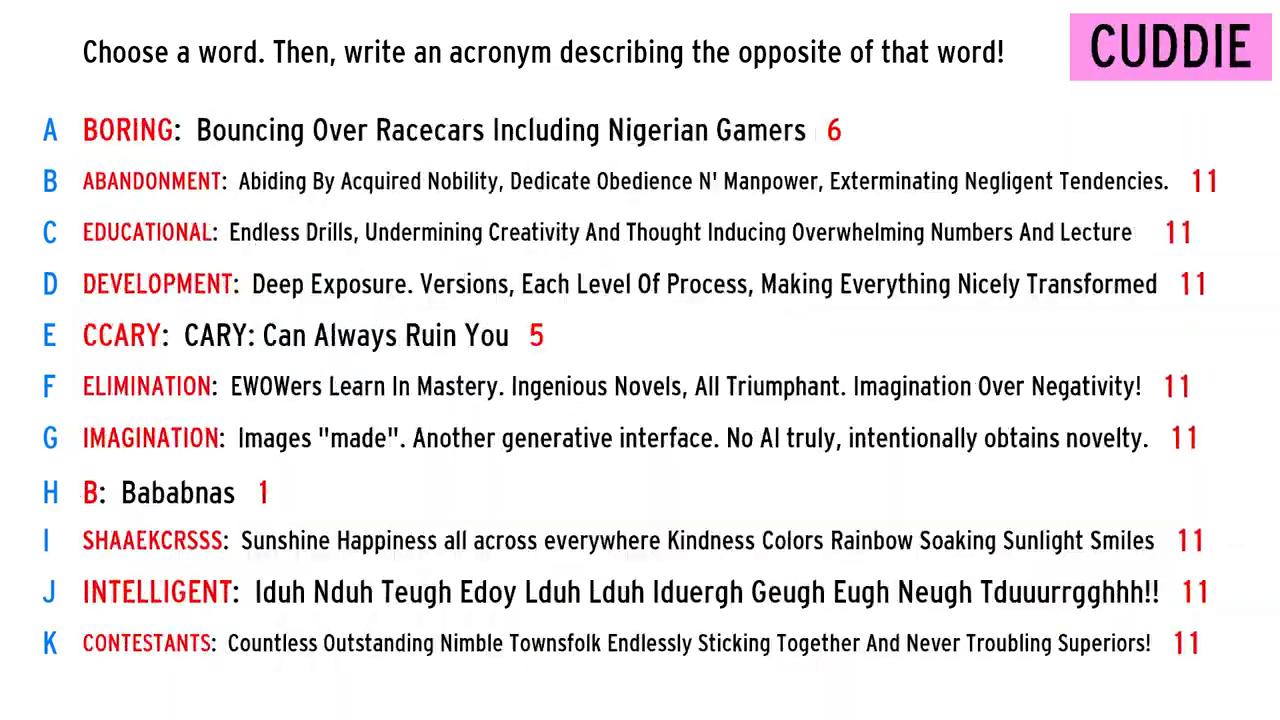 Choose a word. Then, write an acronym describing the opposite of that word!
CUDDIE
A BORING: Bouncing Over Racecars Including Nigerian Gamers 6
B ABANDONMENT: Abiding By Acquired Nobility, Dedicate Obedience N' Manpower, Exterminating Negligent Tendencies. 11
C EDUCATIONAL: Endless Drills, Undermining Creativity And Thought Inducing Overwhelming Numbers And Lecture 11
D DEVELOPMENT: Deep Exposure. Versions, Each Level Of Process, Making Everything Nicely Transformed 11
E CCARY: CARY: Can Always Ruin You 5
F ELIMINATION: EWOWers Learn In Mastery. Ingenious Novels, All Triumphant. Imagination Over Negativity! 11
G IMAGINATION: Images "made". Another generative interface. No AI truly, intentionally obtains novelty. 11
H B: Bababnas 1
I SHAAEKCRSSS: Sunshine Happiness all across everywhere Kindness Colors Rainbow Soaking Sunlight Smiles 11
J INTELLIGENT: Iduh Nduh Teugh Edoy Lduh Lduh Iduergh Geugh Eugh Neugh Tduuurrgghhh!! 11
K CONTESTANTS: Countless Outstanding Nimble Townsfolk Endlessly Sticking Together And Never Troubling Superiors! 11